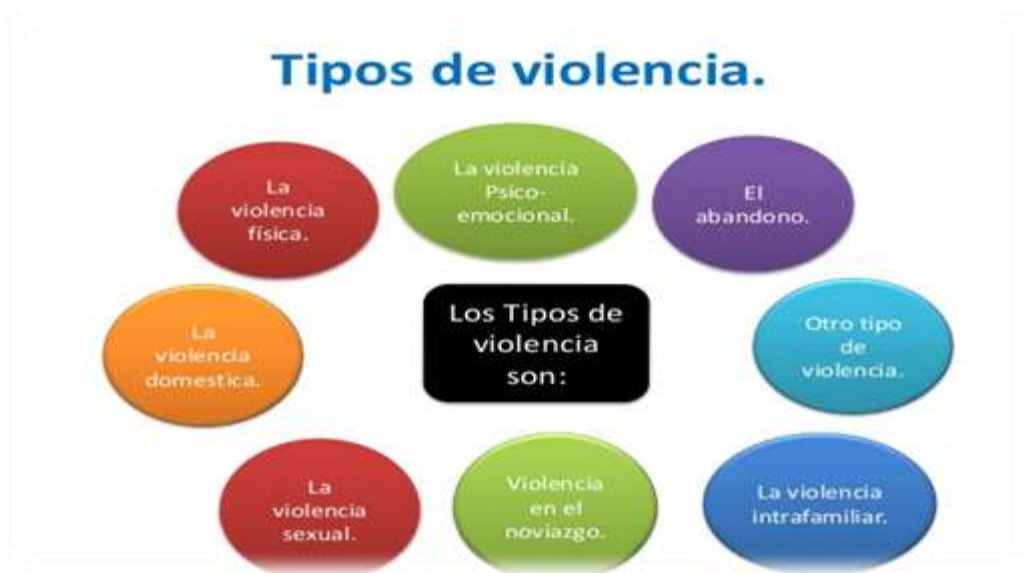 Tipos de violencia.
La
violencia
física.
La violencia
Psico-
emocional.
El
abandono.
La
violencia
domestica.
Los Tipos de
violencia
son:
Otro tipo
de
violencia.
La
violencia
sexual.
Violencia
en el
noviazgo.
La violencia
intrafamiliar.